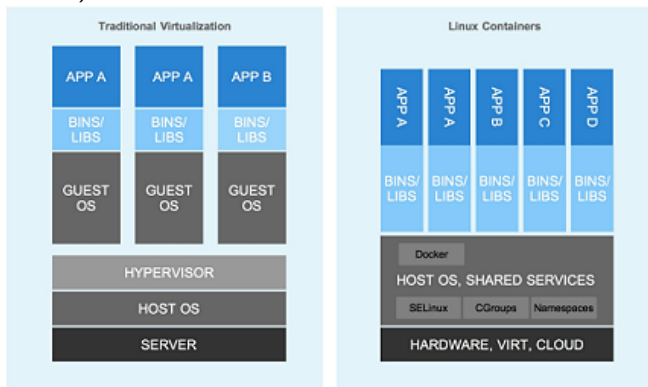 Traditional Virtualization
APP A
APP A
APP B
BINS/
LIBS
BINS/
LIBS
BINS/
LIBS
GUEST
OS
GUEST
OS
GUEST
OS
HYPERVISOR
HOST OS
SERVER
Linux Containers
APP A
APP A
APP B
APP C
APP D
BINS/
LIBS
BINS/
LIBS
BINS/
LIBS
BINS/
LIBS
BINS/
LIBS
Docker
HOST OS, SHARED SERVICES
SELinux
CGroups
Namespaces
HARDWARE, VIRT, CLOUD